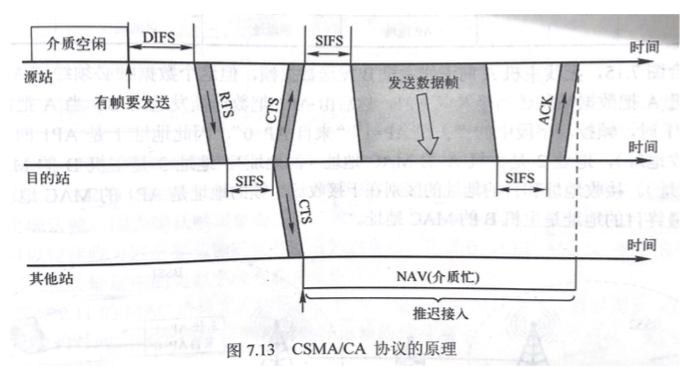 介质空闲 DIFS SIFS 时间
源站 有帧要发送 发送数据帧
RTS CTS ACK
目的站 SIFS SIFS 时间
CTS
时间
其他站 NAV(介质忙)
推迟接入
图 7.13 CSMA/CA 协议的原理